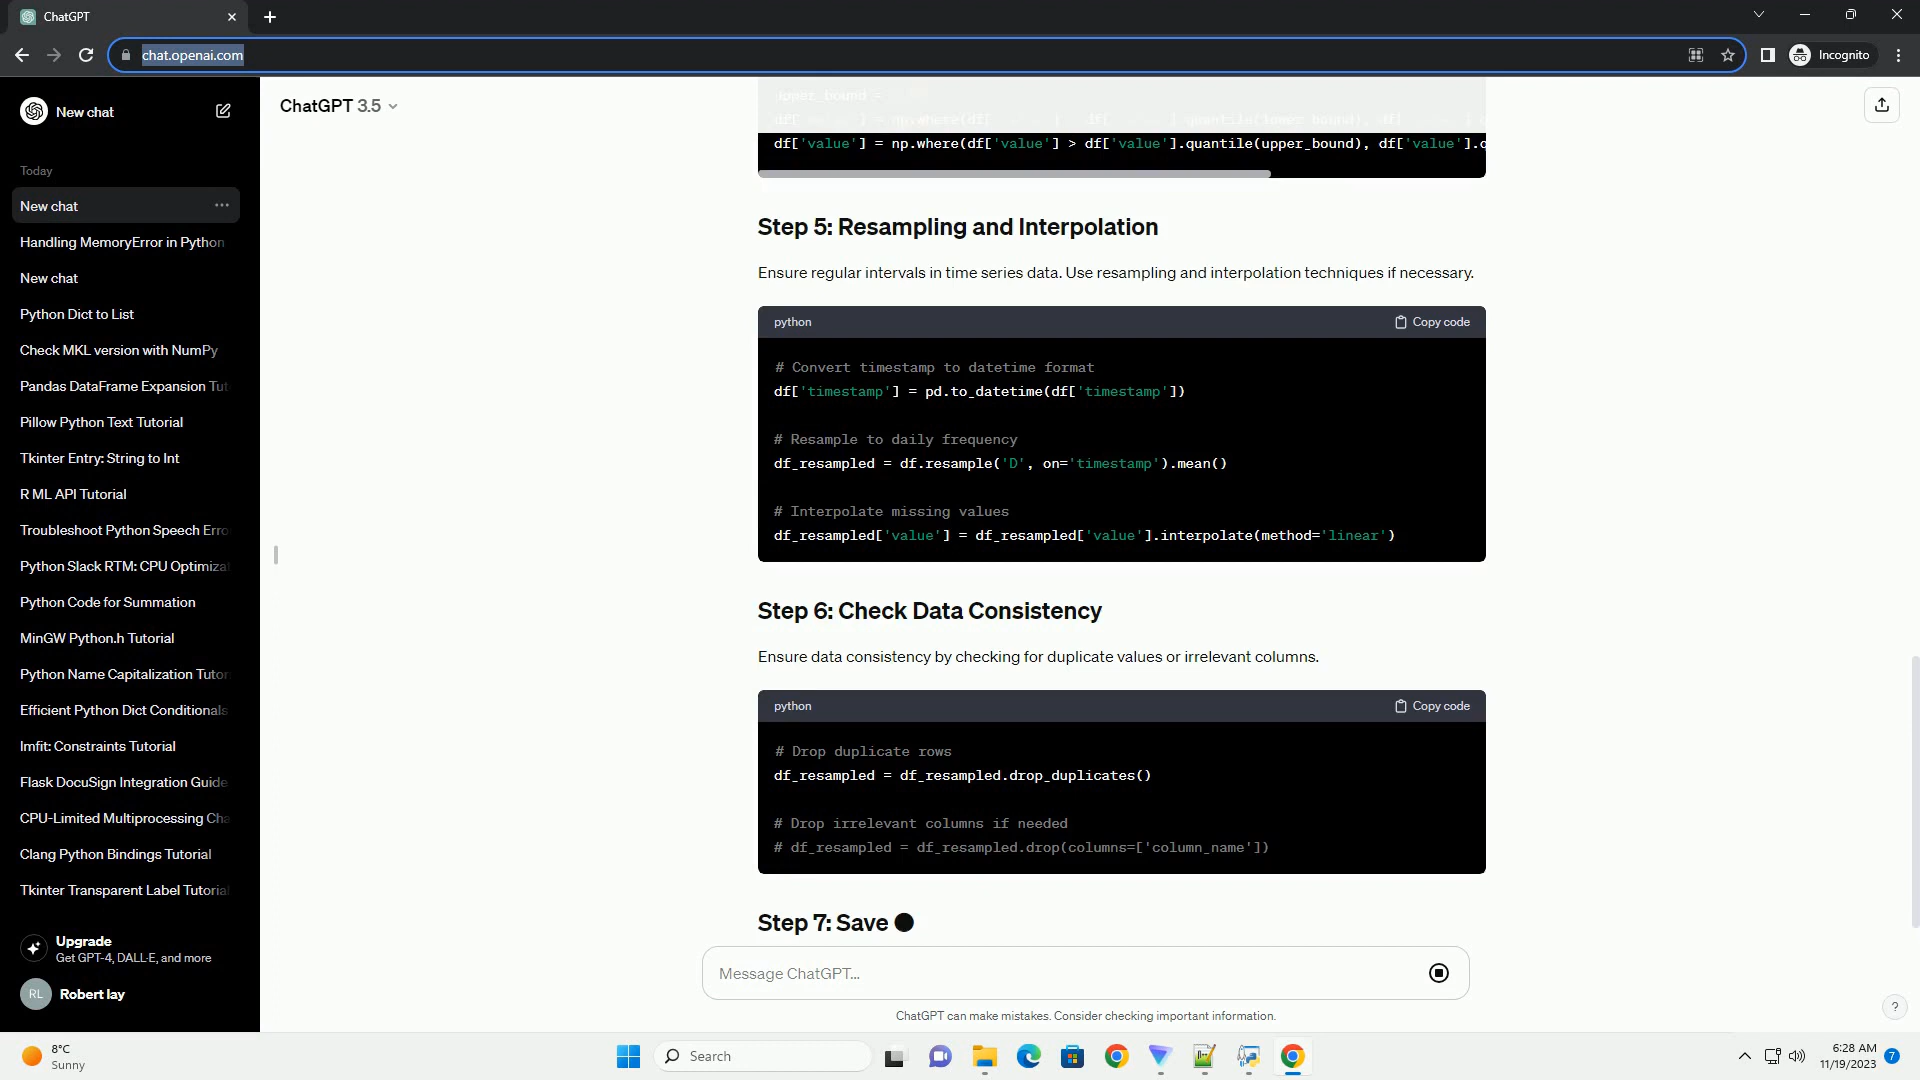 ChatGPT
chat.openai.com
Incognito
New chat
ChatGPT 3.5
Today
New chat
Handling MemoryError in Python
New chat
Python Dict to List
Check MKL version with NumPy
Pandas DataFrame Expansion Tut
Pillow Python Text Tutorial
Tkinter Entry: String to Int
R ML API Tutorial
Troubleshoot Python Speech Erro
Python Slack RTM: CPU Optimiza
Python Code for Summation
MinGW Python.h Tutorial
Python Name Capitalization Tutor
Efficient Python Dict Conditionals
lmfit: Constraints Tutorial
Flask DocuSign Integration Guide
CPU-Limited Multiprocessing Cha
Clang Python Bindings Tutorial
Tkinter Transparent Label Tutorial
Upgrade
Get GPT-4, DALL·E, and more
RL
Robert lay
upper_bound =
df['value'] = np.where(df['value'] > df['value'].quantile(upper_bound), df['value'].q
Step 5: Resampling and Interpolation
Ensure regular intervals in time series data. Use resampling and interpolation techniques if necessary.
python
Copy code
# Convert timestamp to datetime format
df['timestamp'] = pd.to_datetime(df['timestamp'])
# Resample to daily frequency
df_resampled = df.resample('D', on='timestamp').mean()
# Interpolate missing values
df_resampled['value'] = df_resampled['value'].interpolate(method='linear')
Step 6: Check Data Consistency
Ensure data consistency by checking for duplicate values or irrelevant columns.
python
Copy code
# Drop duplicate rows
df_resampled = df_resampled.drop_duplicates()
# Drop irrelevant columns if needed
# df_resampled = df_resampled.drop(columns=['column_name'])
Step 7: Save
Message ChatGPT...
ChatGPT can make mistakes. Consider checking important information.
?
8°C
Sunny
Search
6:28 AM
11/19/2023
7